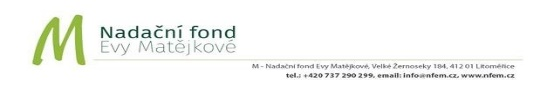 M Nadační fond
Evy Matějkové
M - Nadační fond Evy Matějkové, Velké Žernoseky 184, 412 01 Litoměřice
tel.: +420 737 290 299, email: info@nfem.cz, www.nfem.cz